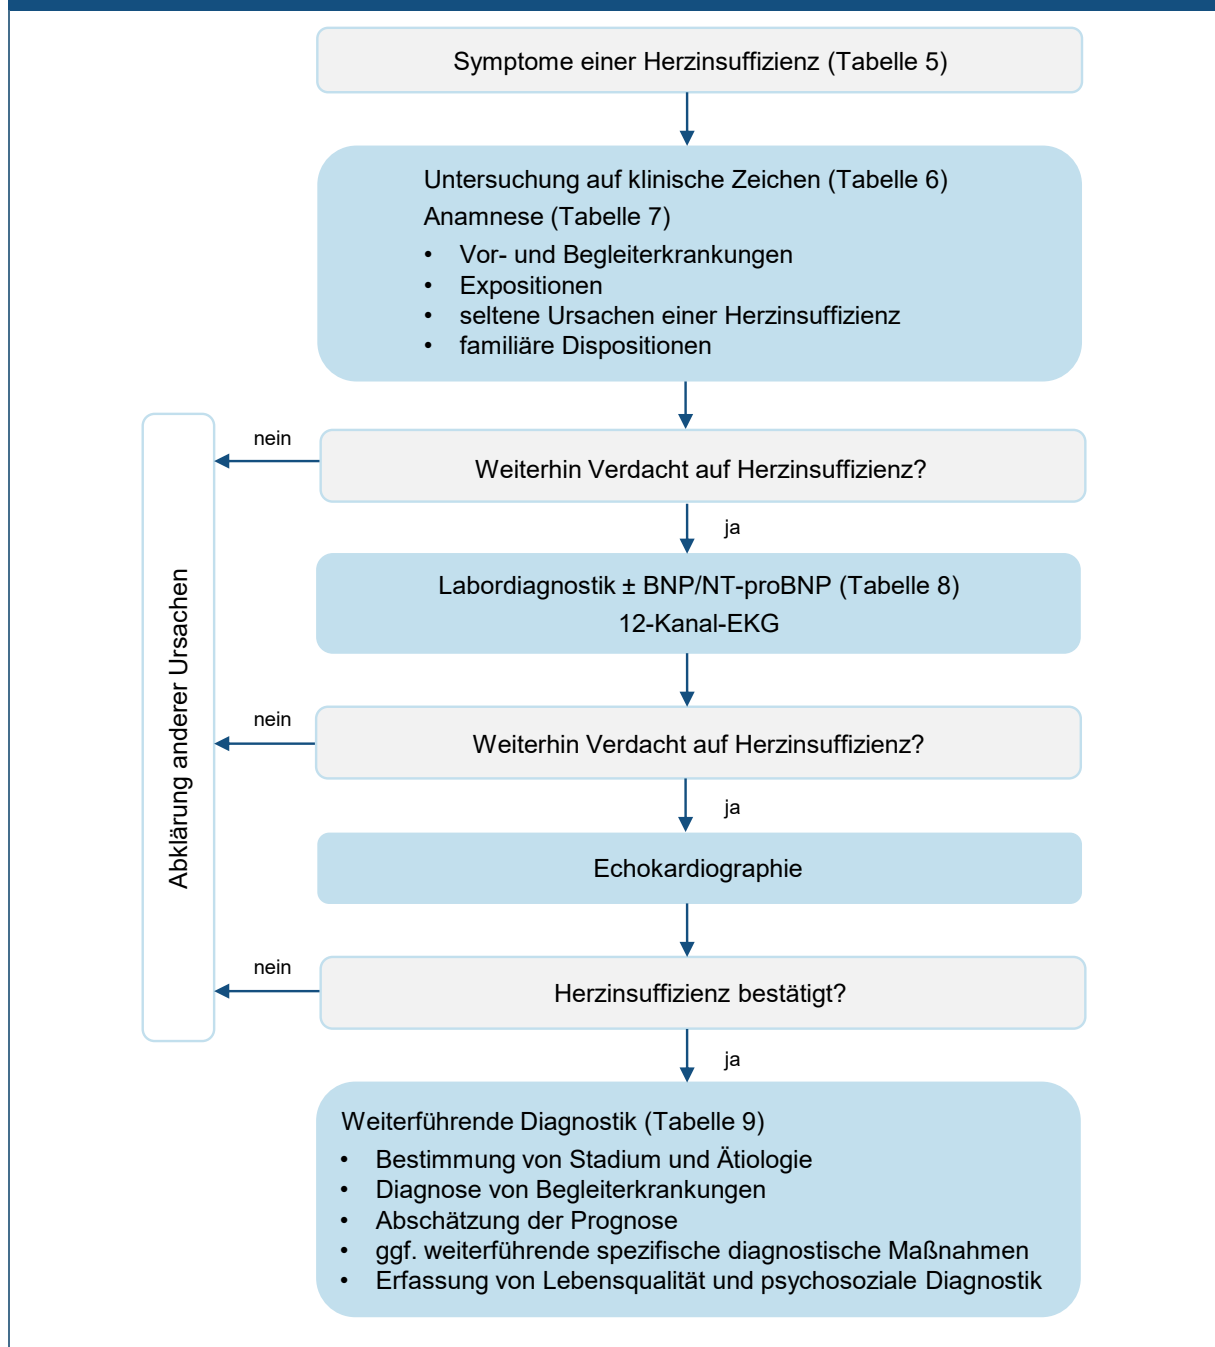 Symptome einer Herzinsuffizienz (Tabelle 5)
Untersuchung auf klinische Zeichen (Tabelle 6)
Anamnese (Tabelle 7)
• Vor- und Begleiterkrankungen
• Expositionen
• seltene Ursachen einer Herzinsuffizienz
• familiäre Dispositionen
nein
Weiterhin Verdacht auf Herzinsuffizienz?
ja
Labordiagnostik ± BNP/NT-proBNP (Tabelle 8)
12-Kanal-EKG
nein
Weiterhin Verdacht auf Herzinsuffizienz?
ja
Abklärung anderer Ursachen
Echokardiographie
nein
Herzinsuffizienz bestätigt?
ja
Weiterführende Diagnostik (Tabelle 9)
• Bestimmung von Stadium und Ätiologie
• Diagnose von Begleiterkrankungen
• Abschätzung der Prognose
• ggf. weiterführende spezifische diagnostische Maßnahmen
• Erfassung von Lebensqualität und psychosoziale Diagnostik